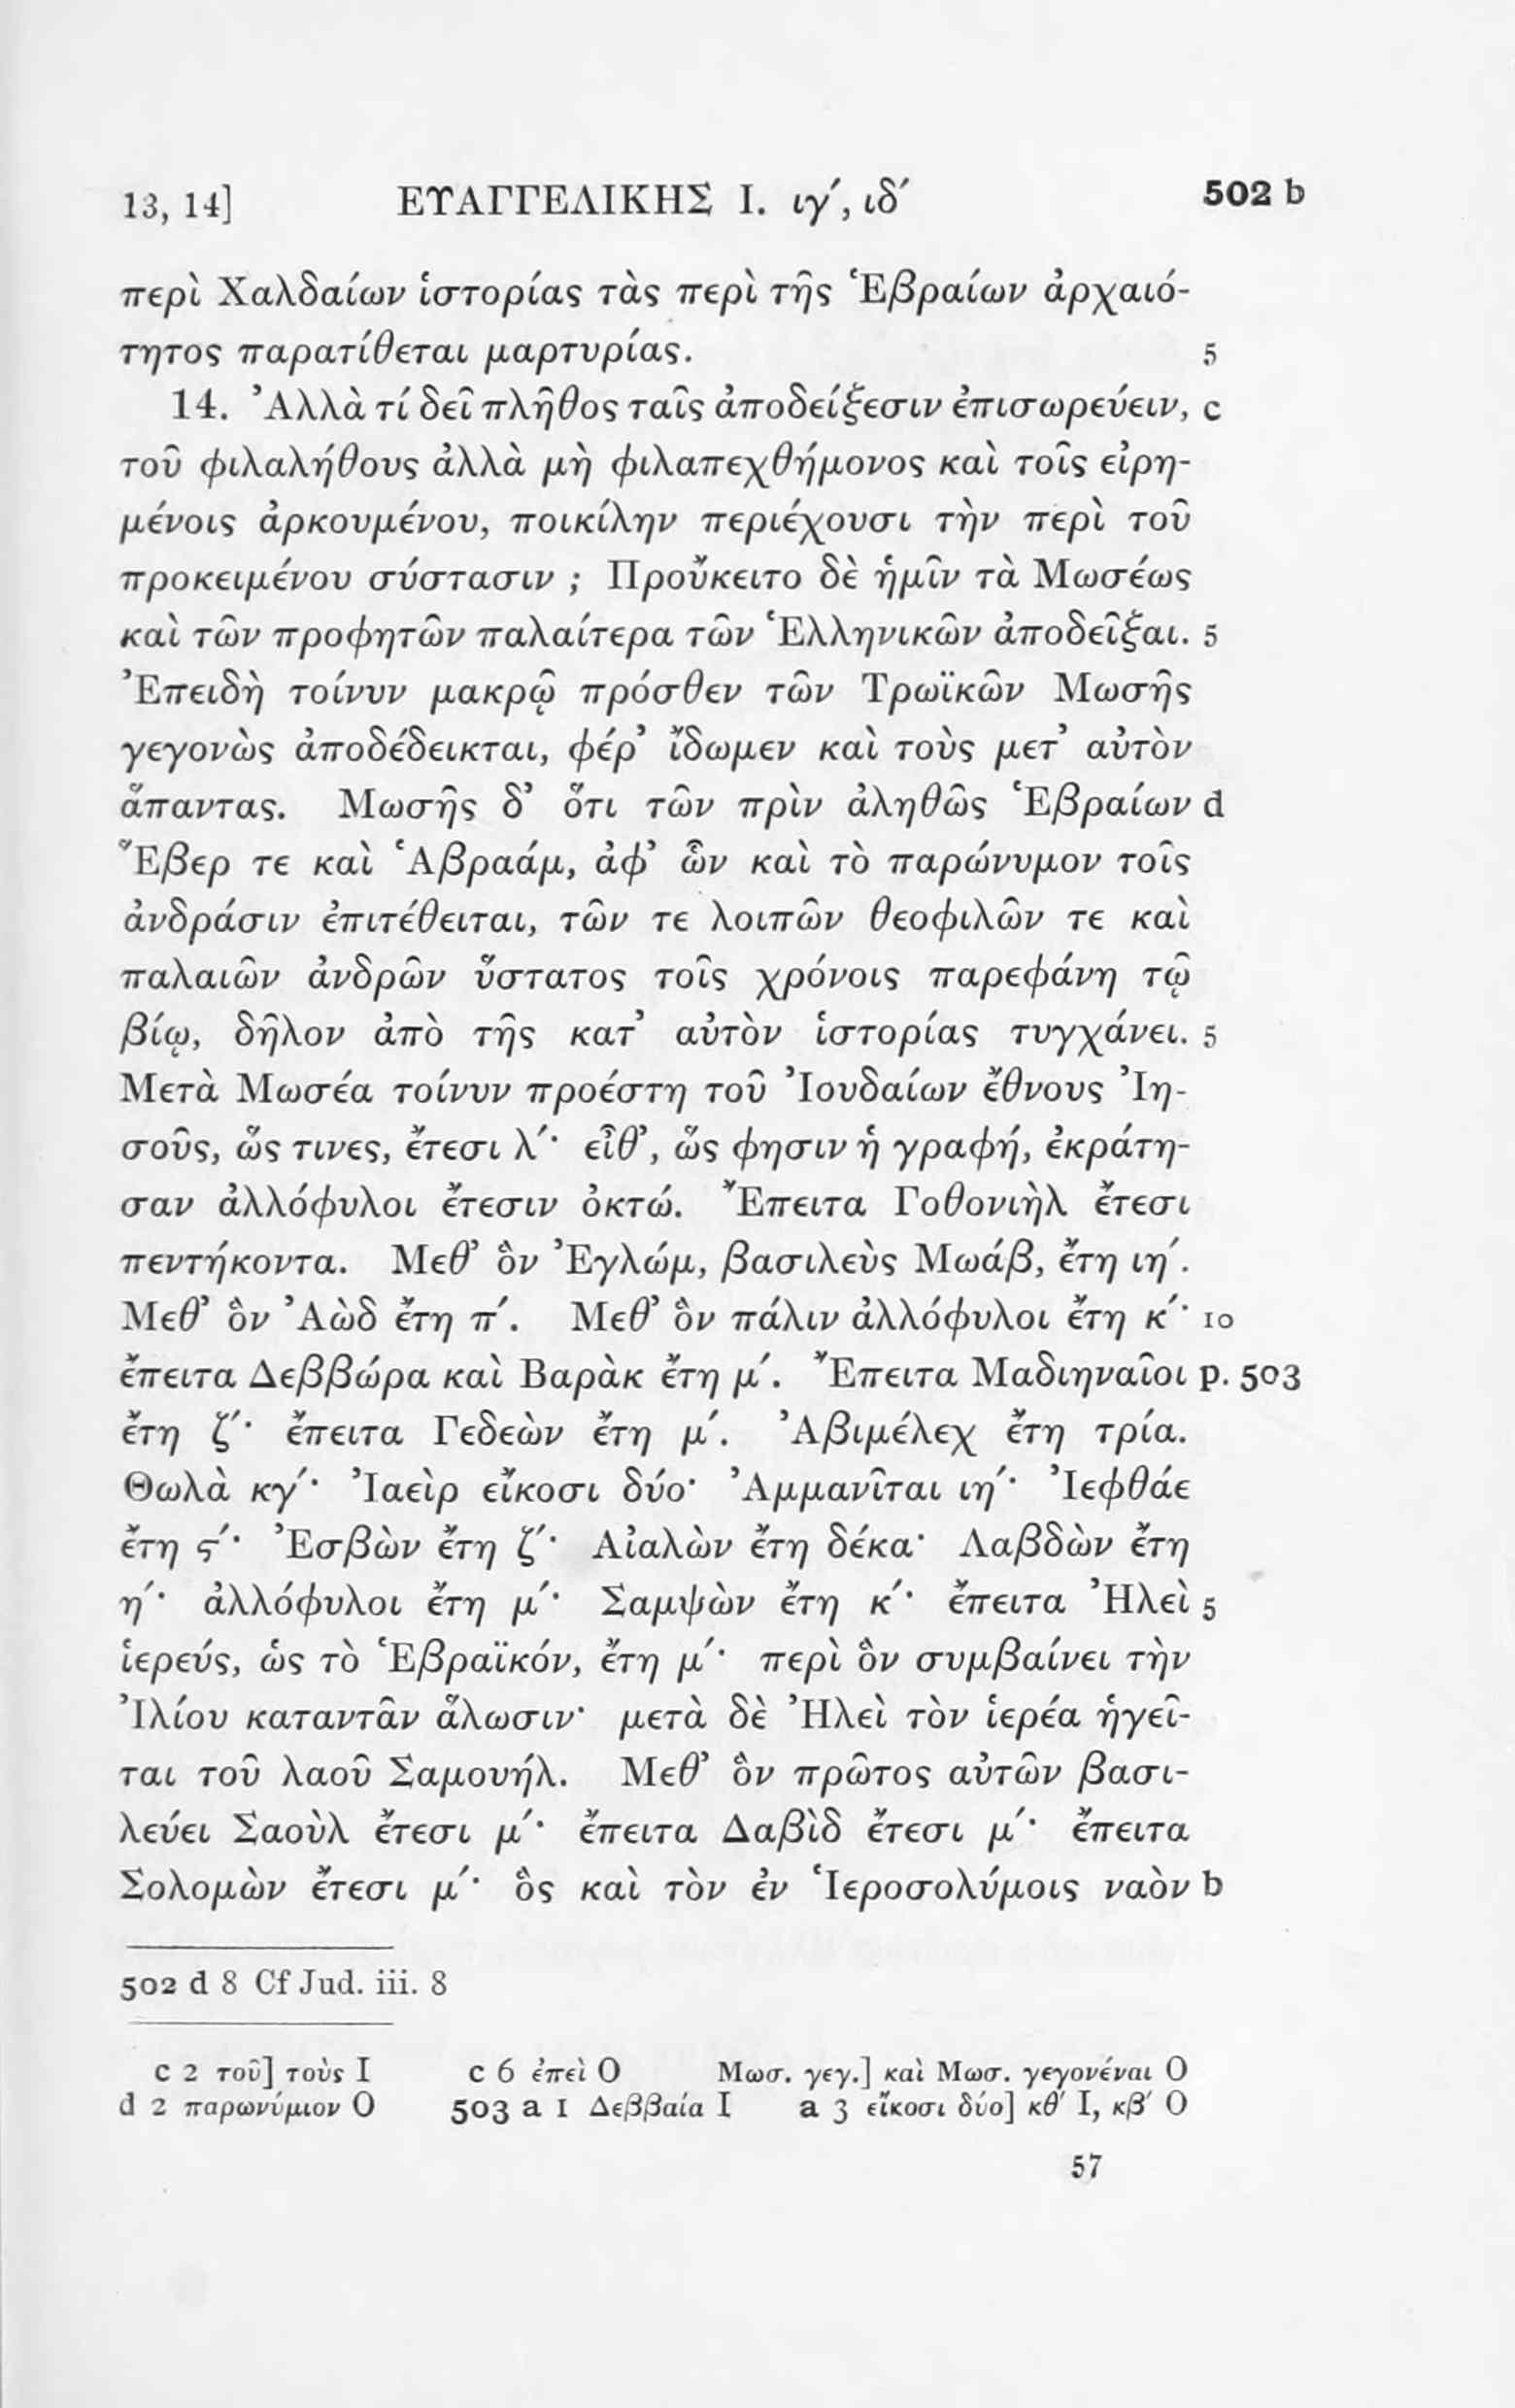 13, 14] ΕΥΑΓΓΕΛΙΚΗΣ Ι. ιγ′, ιδ′ 502 b
περὶ Χαλδαίων ἱστορίας τὰς περὶ τῆς Ἑβραίων ἀρχαιό-
τητος παρατίθεται μαρτυρίας. 5
14. Ἀλλὰ τί δεῖ πλῆθος ταῖς ἀποδείξεσιν ἐπισωρεύειν, c
τοῦ φιλαλήθους ἀλλὰ μὴ φιλαπεχθήμονος καὶ τοῖς εἰρη-
μένοις ἀρκουμένου, ποικίλην περιέχουσι τὴν περὶ τοῦ
προκειμένου σύστασιν ; Προὔκειτο δὲ ἡμῖν τὰ Μωσέως
καὶ τῶν προφητῶν παλαίτερα τῶν Ἑλληνικῶν ἀποδεῖξαι. 5
Ἐπειδὴ τοίνυν μακρῷ πρόσθεν τῶν Τρωϊκῶν Μωσῆς
γεγονὼς ἀποδέδεικται, φέρ’ ἴδωμεν καὶ τοὺς μετ’ αὐτὸν
ἅπαντας. Μωσῆς δ’ ὅτι τῶν πρὶν ἀληθῶς Ἑβραίων d
Ἔβερ τε καὶ Ἁβραάμ, ἀφ’ ὧν καὶ τὸ παρώνυμον τοῖς
ἀνδράσιν ἐπιτέθειται, τῶν τε λοιπῶν θεοφιλῶν τε καὶ
παλαιῶν ἀνδρῶν ὕστατος τοῖς χρόνοις παρεφάνη τῷ
βίῳ, δῆλον ἀπὸ τῆς κατ’ αὐτὸν ἱστορίας τυγχάνει. 5
Μετὰ Μωσέα τοίνυν προέστη τοῦ Ἰουδαίων ἔθνους Ἰη-
σοῦς, ὥς τινες, ἔτεσι λ′· εἶθ’, ὥς φησιν ἡ γραφή, ἐκράτη-
σαν ἀλλόφυλοι ἔτεσιν ὀκτώ. Ἔπειτα Γοθονιὴλ ἔτεσι
πεντήκοντα. Μεθ’ ὃν Ἐγλώμ, βασιλεὺς Μωάβ, ἔτη ιη′.
Μεθ’ ὃν Ἀὼδ ἔτη π′. Μεθ’ ὃν πάλιν ἀλλόφυλοι ἔτη κ′· 10
ἔπειτα Δεββώρα καὶ Βαρὰκ ἔτη μ′. Ἔπειτα Μαδιηναῖοι p. 503
ἔτη ζ′· ἔπειτα Γεδεὼν ἔτη μ′. Ἀβιμέλεχ ἔτη τρία.
Θωλὰ κγ′· Ἰαεὶρ εἴκοσι δύο· Ἀμμανῖται ιη′· Ἰεφθάε
ἔτη ϛ′· Ἐσβὼν ἔτη ζ′· Αἰαλὼν ἔτη δέκα· Λαβδὼν ἔτη
η′· ἀλλόφυλοι ἔτη μ′· Σαμψὼν ἔτη κ′· ἔπειτα Ἠλεὶ 5
ἱερεύς, ὡς τὸ Ἑβραϊκόν, ἔτη μ′· περὶ ὃν συμβαίνει τὴν
Ἰλίου καταντᾶν ἅλωσιν· μετὰ δὲ Ἠλεὶ τὸν ἱερέα ἡγεῖ-
ται τοῦ λαοῦ Σαμουήλ. Μεθ’ ὃν πρῶτος αὐτῶν βασι-
λεύει Σαοὺλ ἔτεσι μ′· ἔπειτα Δαβὶδ ἔτεσι μ′· ἔπειτα
Σολομὼν ἔτεσι μ′· ὃς καὶ τὸν ἐν Ἱεροσολύμοις ναὸν b
502 d 8 Cf Jud. iii. 8
c 2 τοῦ] τοὺς I c 6 ἐπεὶ O Μωσ. γεγ.] καὶ Μωσ. γεγονέναι O
d 2 παρωνύμιον O 503 a 1 Δεββαία I a 3 εἴκοσι δύο] κθ′ I, κβ′ O
57